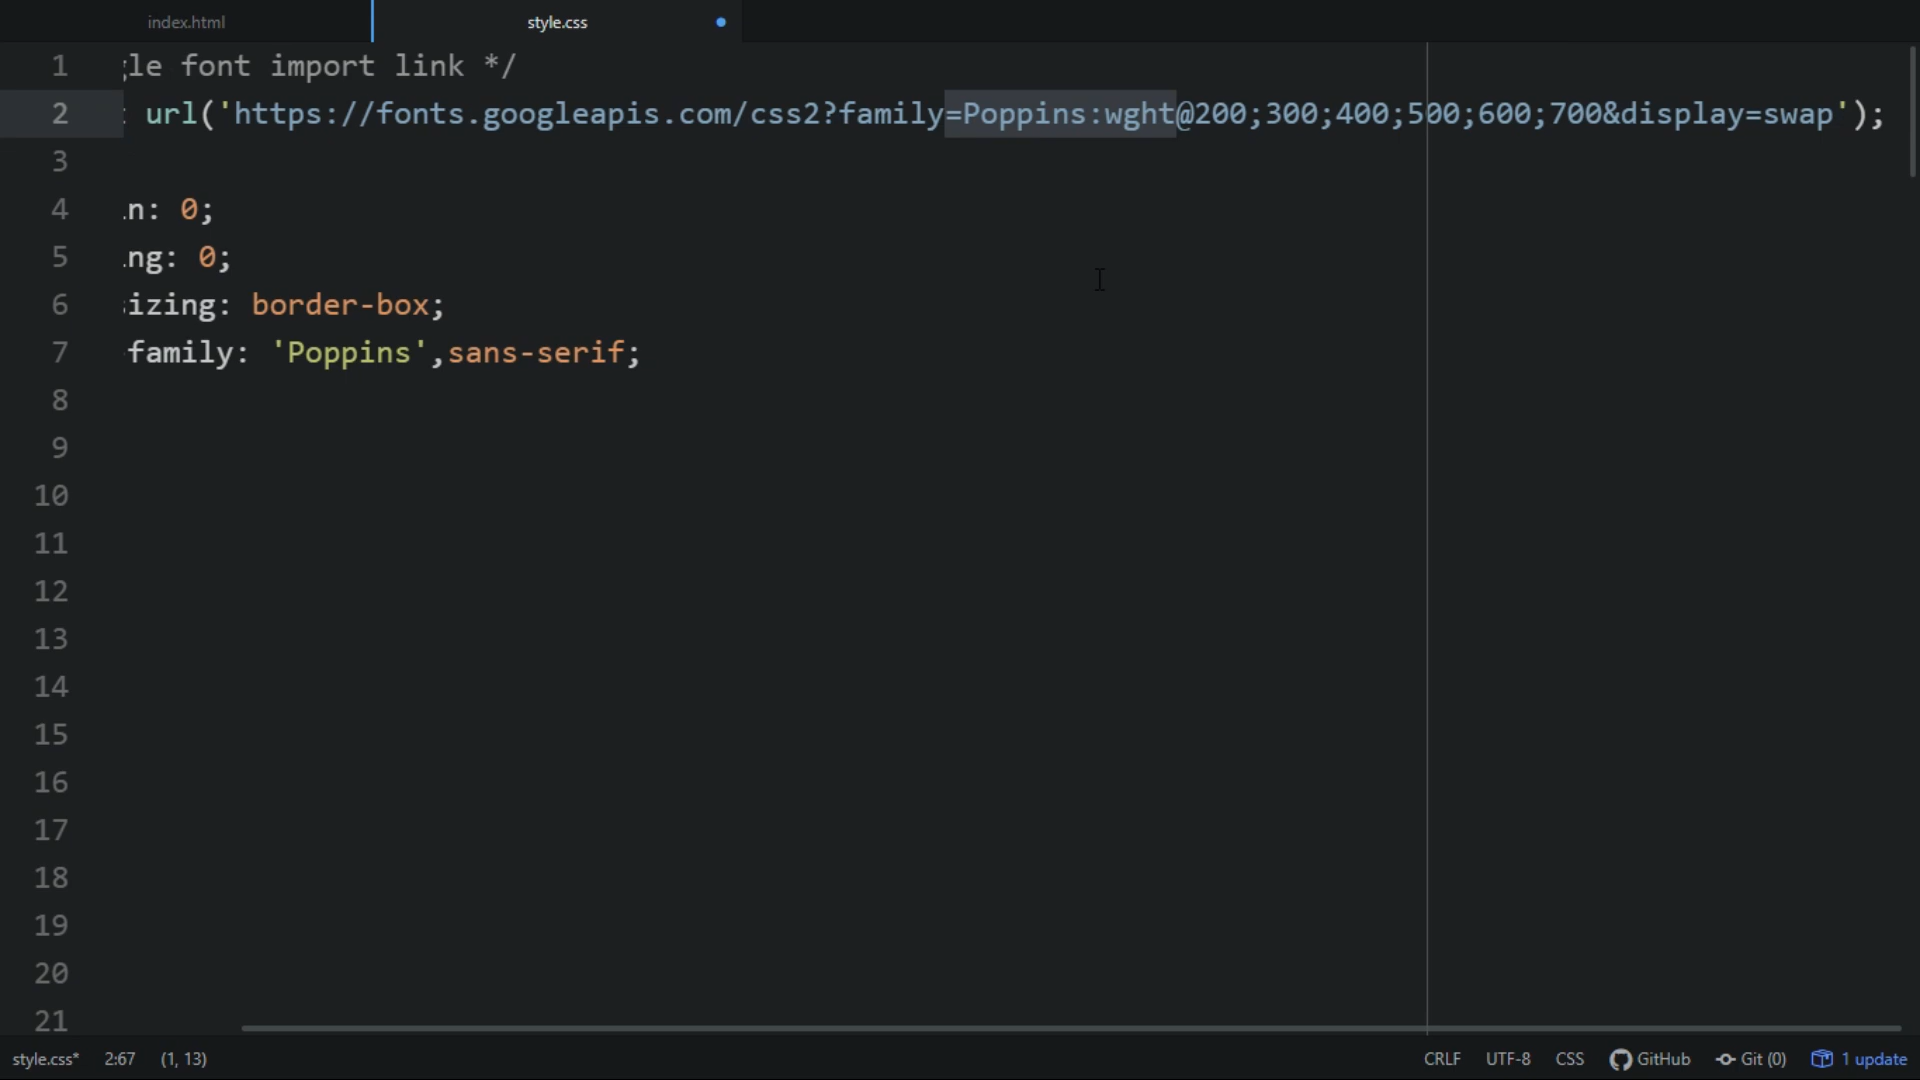 index.html
style.css
1 gle font import link */
2 url('https://fonts.googleapis.com/css2?family=Poppins:wght@200;300;400;500;600;700&display=swap');
3
4 n: 0;
5 ng: 0;
6 izing: border-box;
7 family: 'Poppins',sans-serif;
8
9
10
11
12
13
14
15
16
17
18
19
20
21
style.css* 2:67 (1, 13) CRLF UTF-8 CSS GitHub Git (0) 1 update